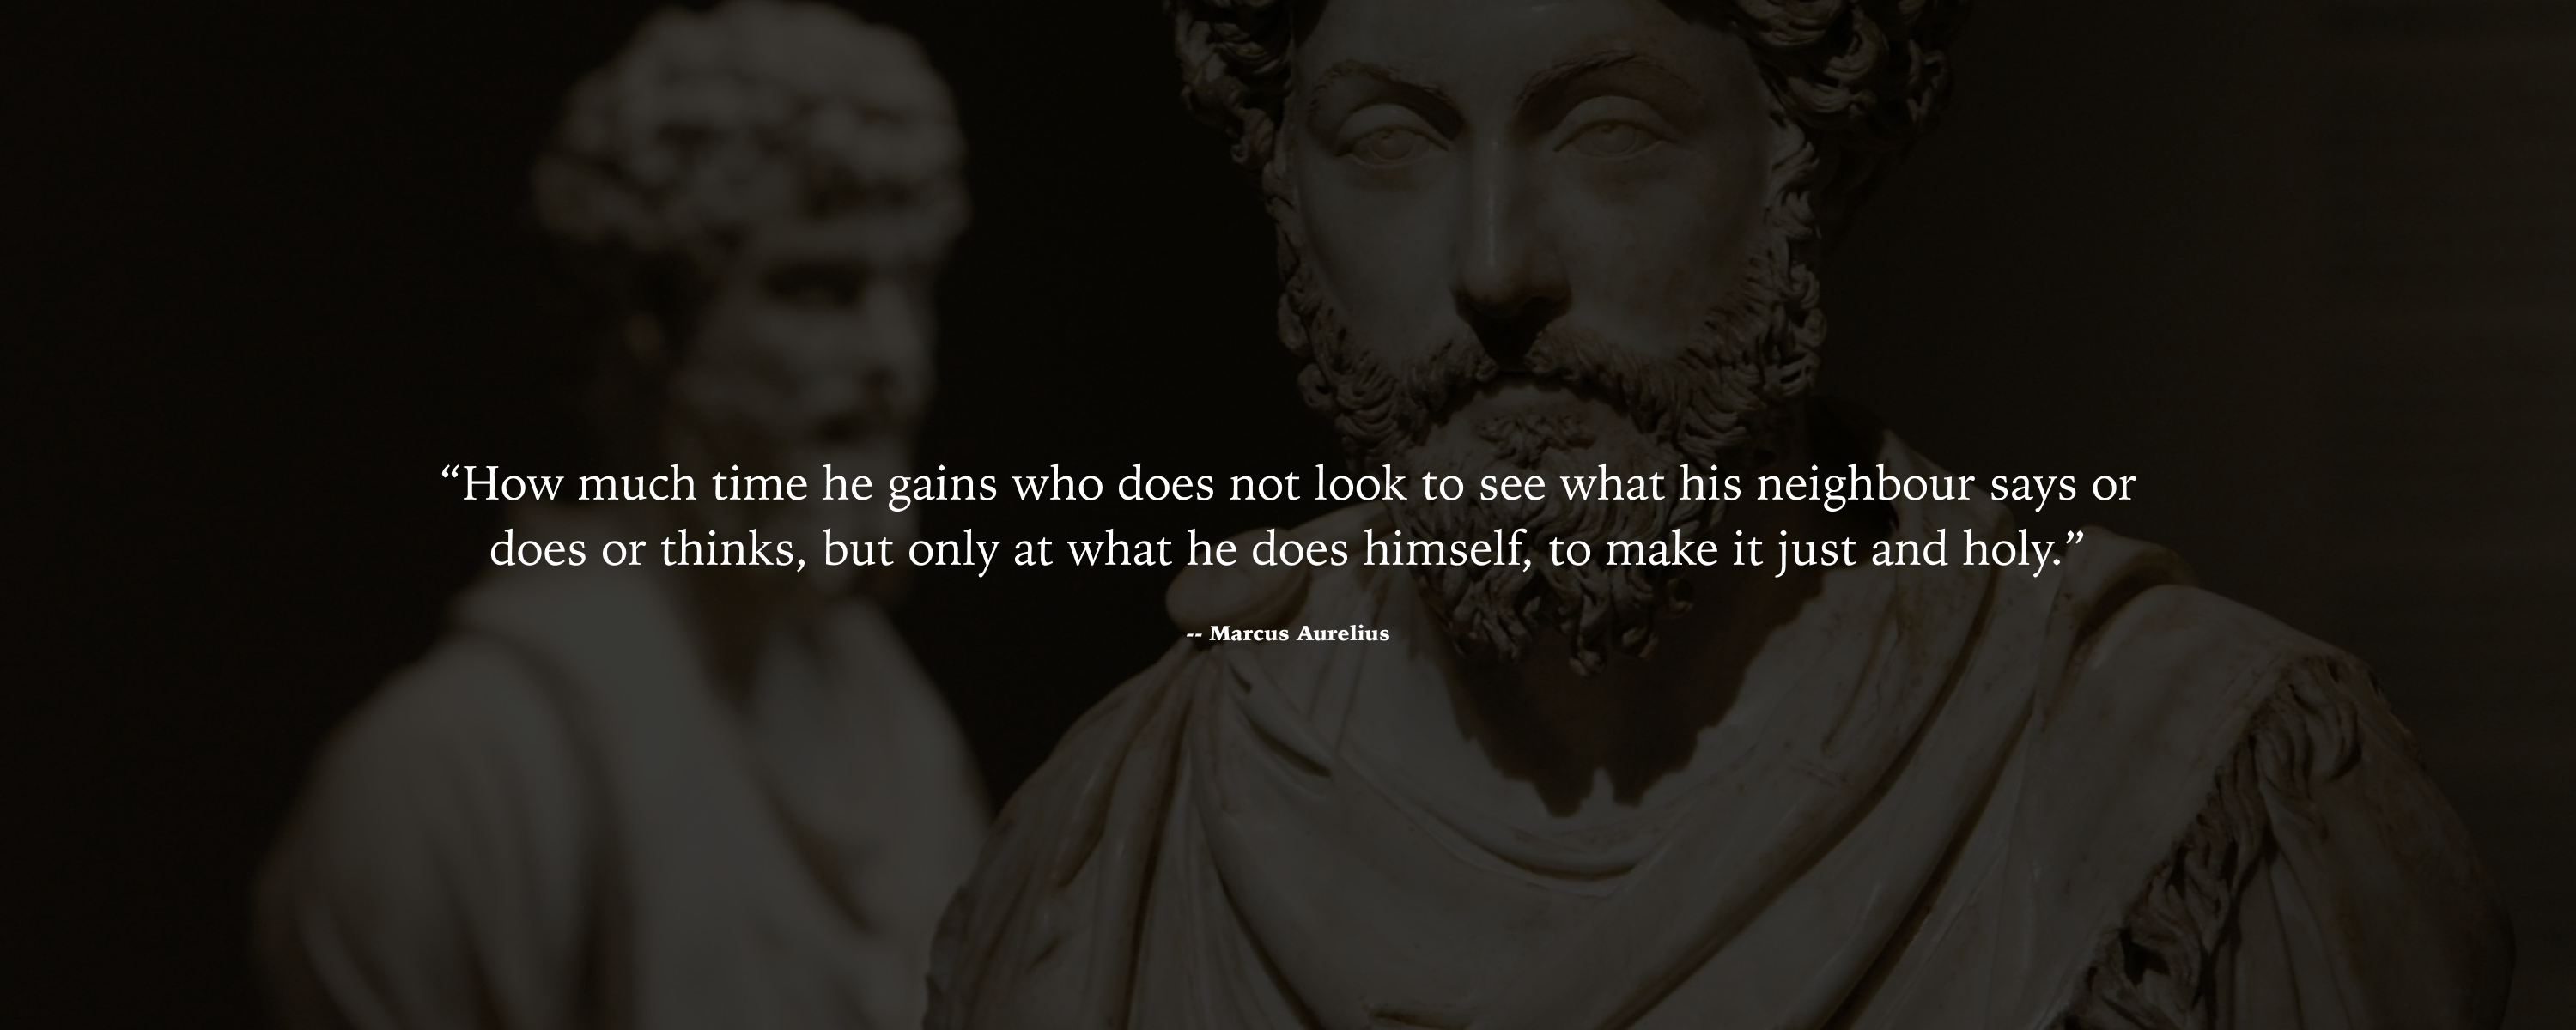 “How much time he gains who does not look to see what his neighbour says or
does or thinks, but only at what he does himself, to make it just and holy.”
-- Marcus Aurelius